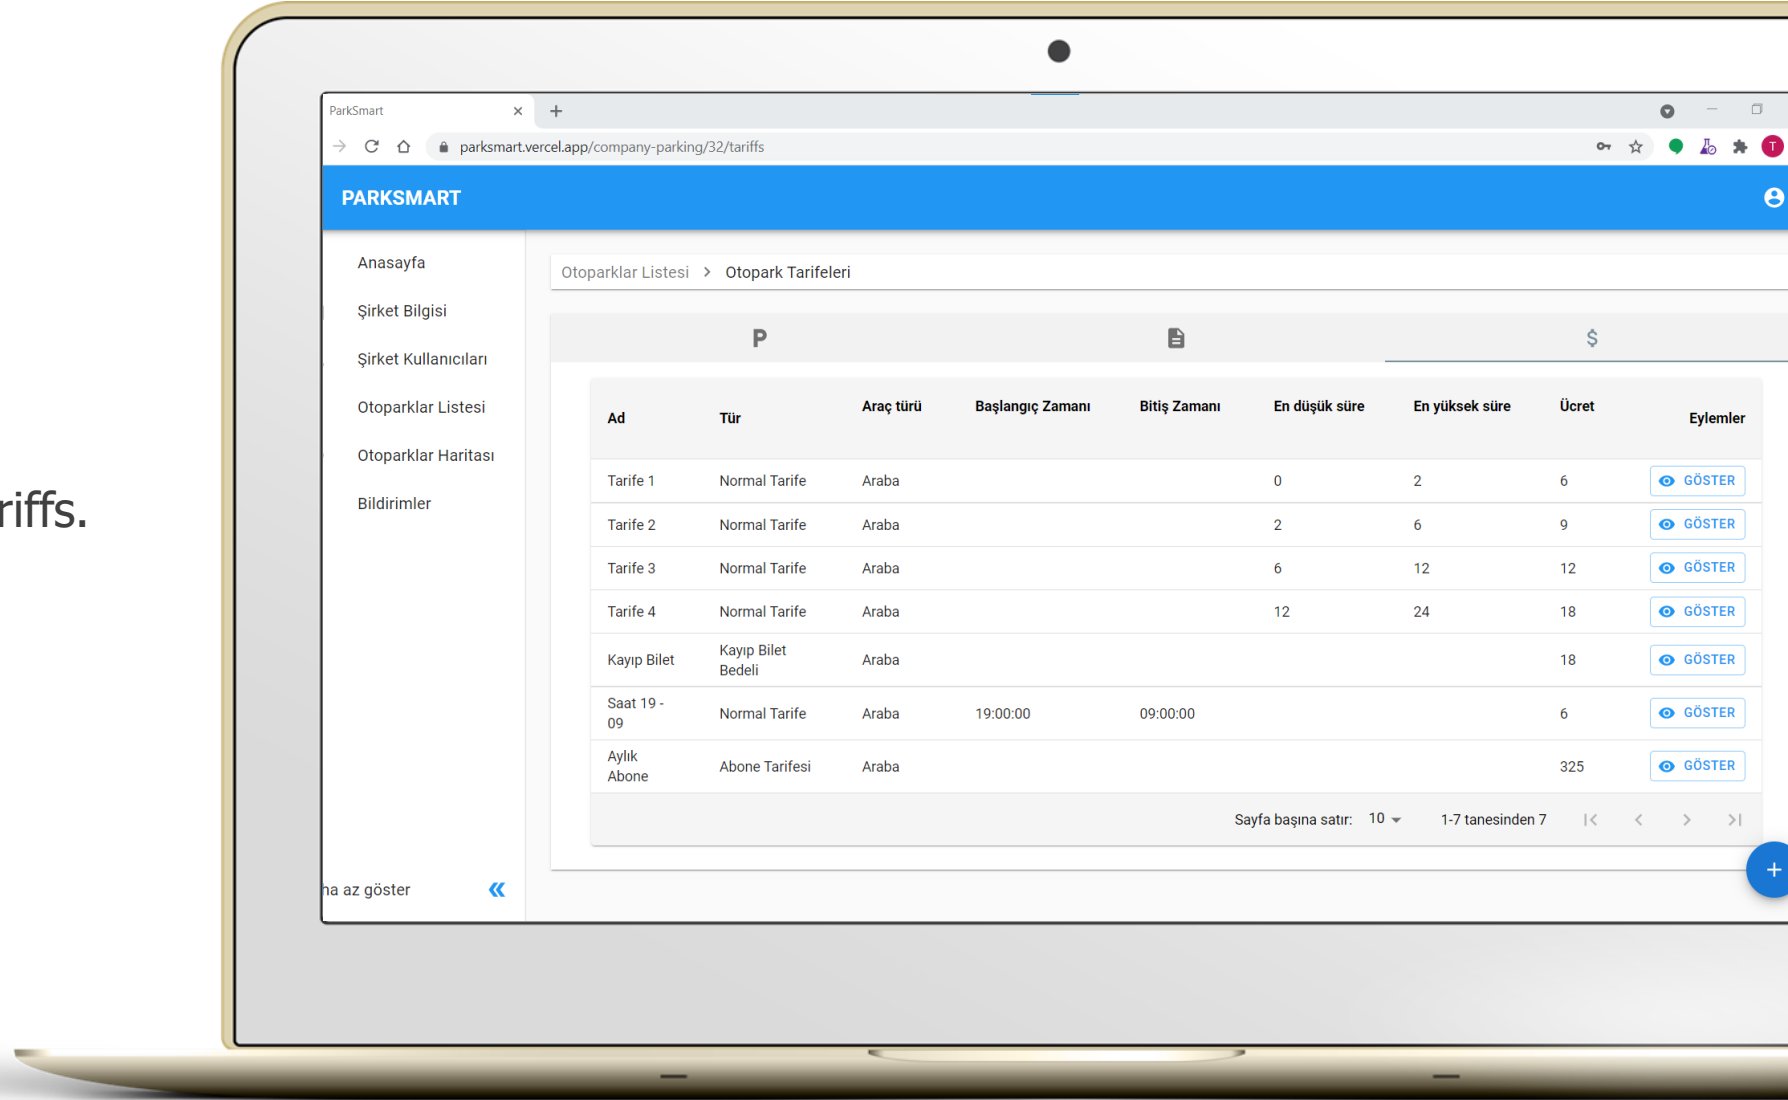 ParkSmart
parksmart.vercel.app/company-parking/32/tariffs
T
PARKSMART
Anasayfa
Şirket Bilgisi
Şirket Kullanıcıları
Otoparklar Listesi
Otoparklar Haritası
Bildirimler
ha az göster
riffs.
Otoparklar Listesi > Otopark Tarifeleri
P $
Ad Tür Araç türü Başlangıç Zamanı Bitiş Zamanı En düşük süre En yüksek süre Ücret Eylemler
Tarife 1 Normal Tarife Araba 0 2 6 GÖSTER
Tarife 2 Normal Tarife Araba 2 6 9 GÖSTER
Tarife 3 Normal Tarife Araba 6 12 12 GÖSTER
Tarife 4 Normal Tarife Araba 12 24 18 GÖSTER
Kayıp Bilet Kayıp Bilet Bedeli Araba 18 GÖSTER
Saat 19 - 09 Normal Tarife Araba 19:00:00 09:00:00 6 GÖSTER
Aylık Abone Abone Tarifesi Araba 325 GÖSTER
Sayfa başına satır: 10 1-7 tanesinden 7